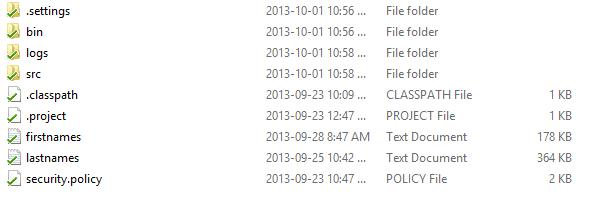 .settings 2013-10-01 10:56 ... File folder
bin 2013-10-01 10:56 ... File folder
logs 2013-10-01 10:58 ... File folder
src 2013-10-01 10:58 ... File folder
.classpath 2013-09-23 10:09 ... CLASSPATH File 1 KB
.project 2013-09-23 12:47 ... PROJECT File 1 KB
firstnames 2013-09-28 8:47 AM Text Document 178 KB
lastnames 2013-09-25 10:42 ... Text Document 364 KB
security.policy 2013-09-23 10:47 ... POLICY File 2 KB